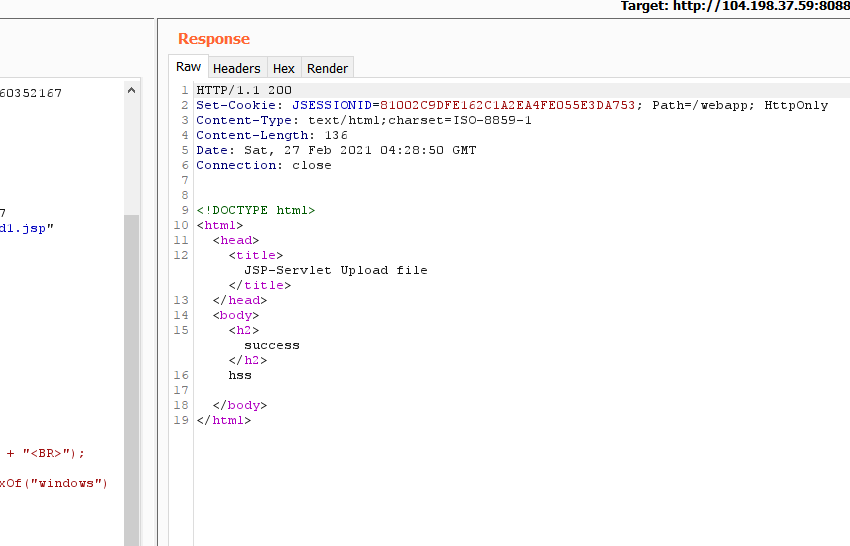 Target: http://104.198.37.59:8088
Response
Raw Headers Hex Render
60352167
7
d1.jsp"
+ "<BR>");
xOf("windows")
1 HTTP/1.1 200
2 Set-Cookie: JSESSIONID=81002C9DFE162C1A2EA4FE055E3DA753; Path=/webapp; HttpOnly
3 Content-Type: text/html;charset=ISO-8859-1
4 Content-Length: 136
5 Date: Sat, 27 Feb 2021 04:28:50 GMT
6 Connection: close
7
8
9 <!DOCTYPE html>
10 <html>
11 <head>
12 <title>
JSP-Servlet Upload file
</title>
13 </head>
14 <body>
15 <h2>
success
</h2>
16 hss
17
18 </body>
19 </html>